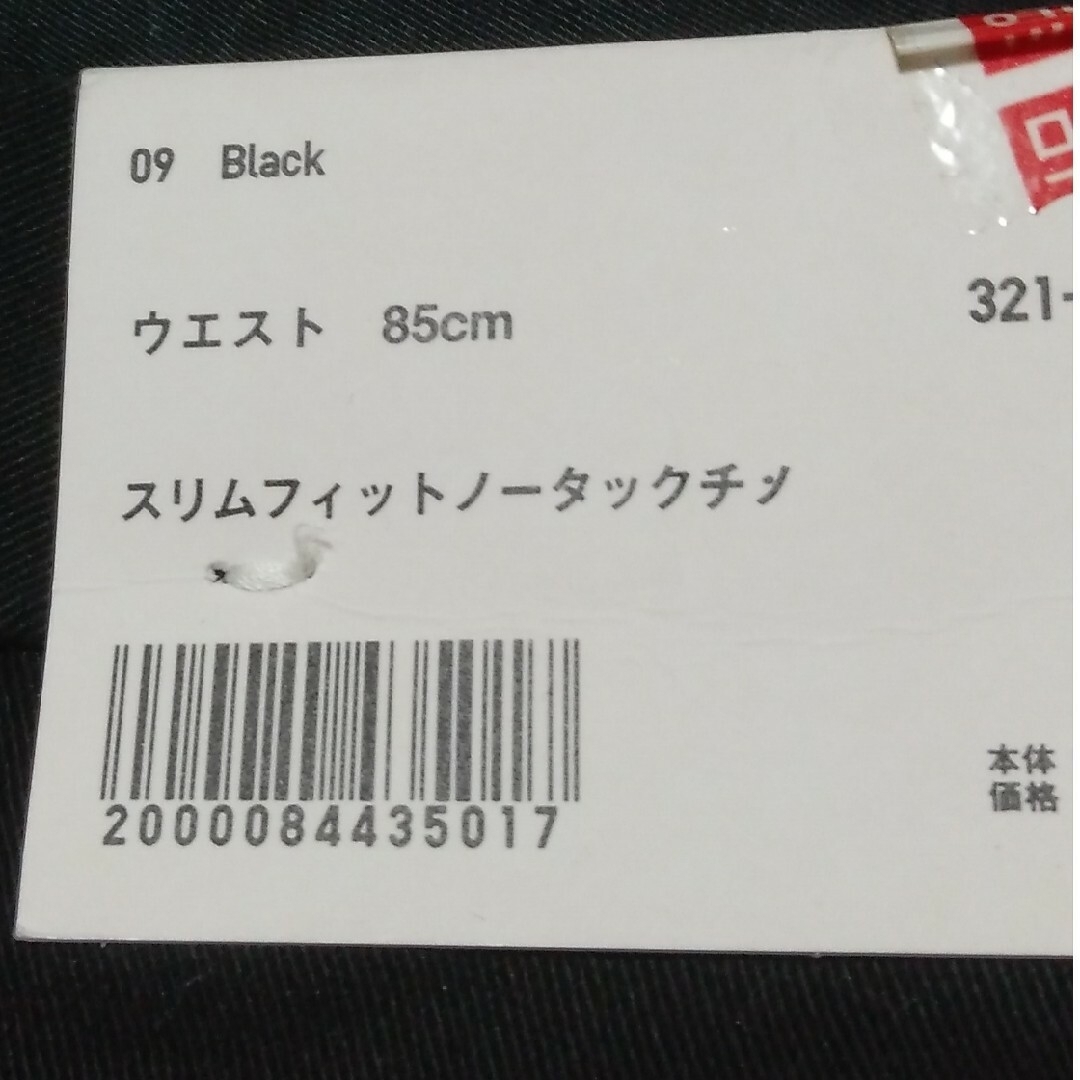 09 Black
ウエスト 85cm
321-
スリムフィットノータックチノ
2000084435017
本体
価格